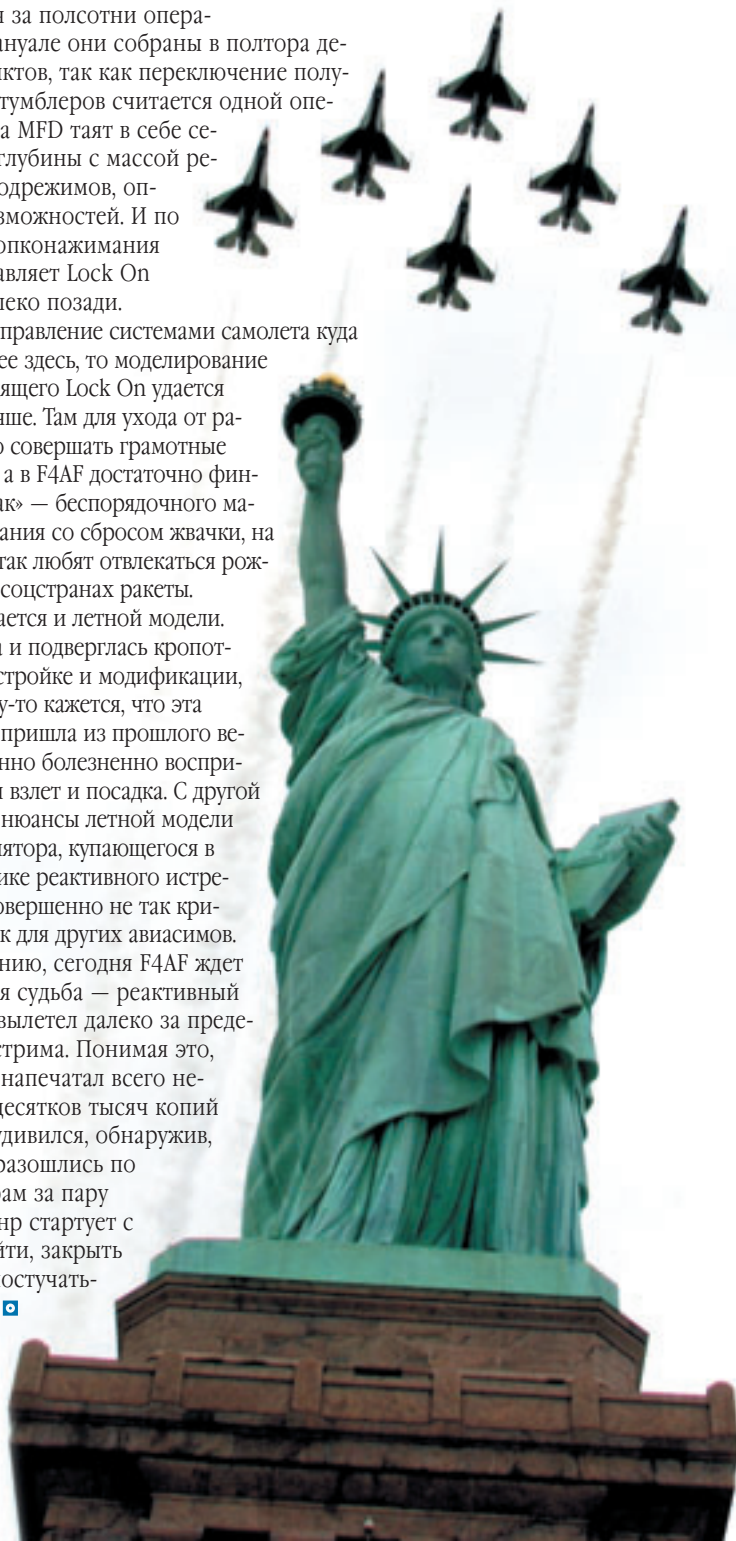 за полсотни опера-
ануале они собраны в полтора де-
нктов, так как переключение полу-
тумблеров считается одной опе-
а MFD таят в себе се-
глубины с массой ре-
одрежимов, оп-
зможностей. И по
опконажимания
авляет Lock On
леко позади.
правление системами самолета куда
ее здесь, то моделирование
ящего Lock On удается
чше. Там для ухода от ра-
о совершать грамотные
а в F4AF достаточно фин-
ак» — беспорядочного ма-
ания со сбросом жвачки, на
так любят отвлекаться рож-
соцстранах ракеты.
ается и летной модели.
а и подверглась кропот-
стройке и модификации,
у-то кажется, что эта
пришла из прошлого ве-
нно болезненно воспри-
и взлет и посадка. С другой
нюансы летной модели
лятора, купающегося в
ике реактивного истре-
овершенно не так кри-
к для других авиасимов.
нию, сегодня F4AF ждет
я судьба — реактивный
вылетел далеко за преде-
стрима. Понимая это,
напечатал всего не-
десятков тысяч копий
удивился, обнаружив,
разошлись по
ам за пару
нр стартует с
йти, закрыть
остучать-